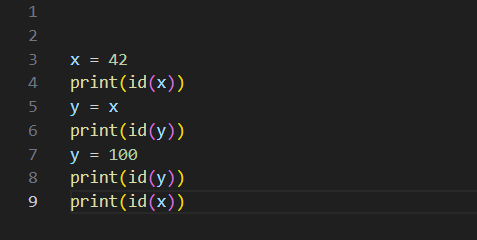 1
2
3 x = 42
4 print(id(x))
5 y = x
6 print(id(y))
7 y = 100
8 print(id(y))
9 print(id(x))